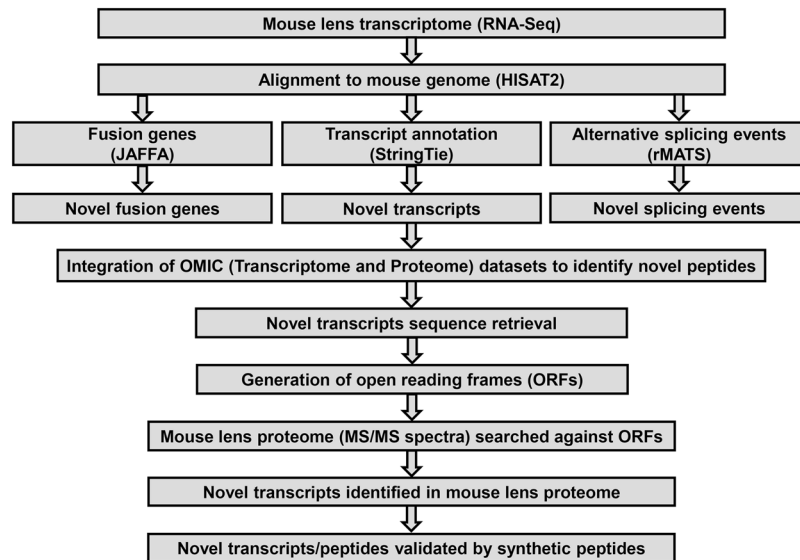 Mouse lens transcriptome (RNA-Seq)
Alignment to mouse genome (HISAT2)
Fusion genes
(JAFFA)
Transcript annotation
(StringTie)
Alternative splicing events
(rMATS)
Novel fusion genes
Novel transcripts
Novel splicing events
Integration of OMIC (Transcriptome and Proteome) datasets to identify novel peptides
Novel transcripts sequence retrieval
Generation of open reading frames (ORFs)
Mouse lens proteome (MS/MS spectra) searched against ORFs
Novel transcripts identified in mouse lens proteome
Novel transcripts/peptides validated by synthetic peptides